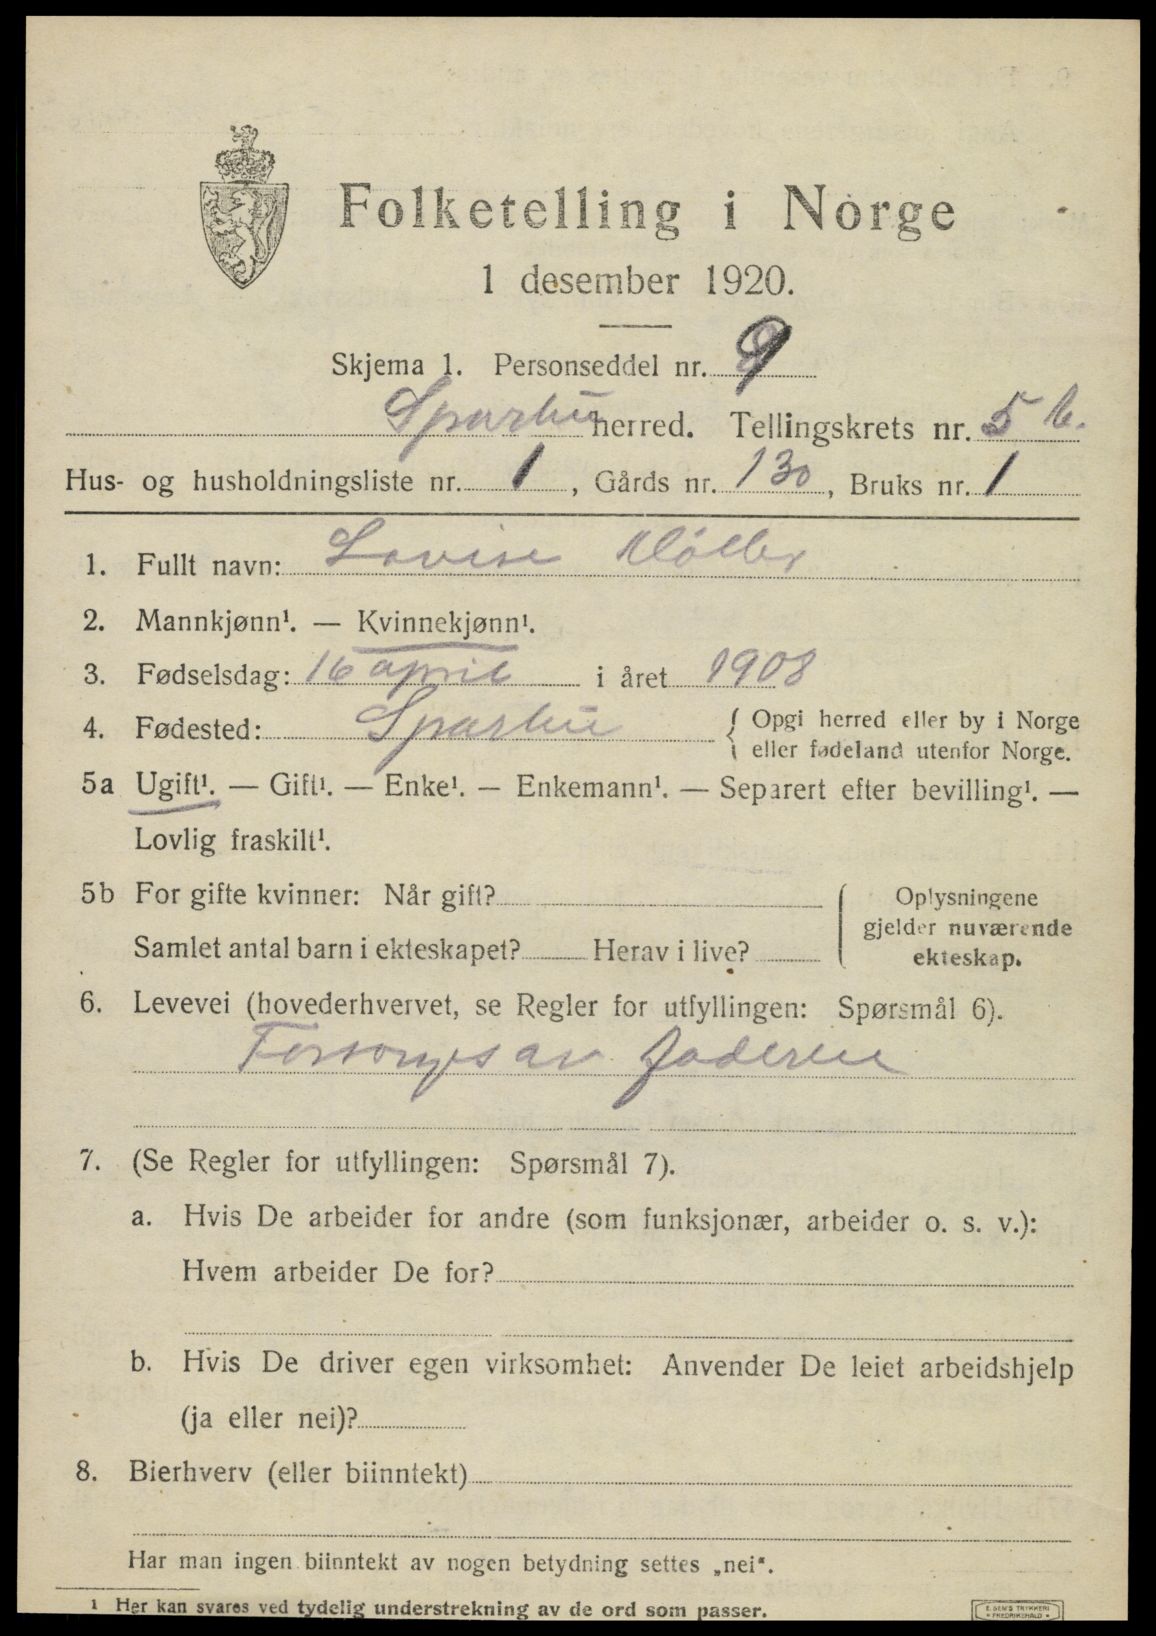 Folketelling i Norge
1 desember 1920.
Skjema 1. Personseddel nr. 9
Sparbu herred. Tellingskrets nr. 5 b.
Hus- og husholdningsliste nr. 1, Gårds nr. 130, Bruks nr. 1
1. Fullt navn: Lovise Møller
2. Mannkjønn¹. — Kvinnekjønn¹.
3. Fødselsdag: 16 april i året 1908
4. Fødested: Sparbu { Opgi herred eller by i Norge
eller fødeland utenfor Norge.
5a Ugift¹. — Gift¹. — Enke¹. — Enkemann¹. — Separert efter bevilling¹. —
Lovlig fraskilt¹.
5b For gifte kvinner: Når gift?
Samlet antal barn i ekteskapet? Herav i live?
{ Oplysningene
gjelder nuværende
ekteskap.
6. Levevei (hovederhvervet, se Regler for utfyllingen: Spørsmål 6).
Forsørges av faderen
7. (Se Regler for utfyllingen: Spørsmål 7).
a. Hvis De arbeider for andre (som funksjonær, arbeider o. s. v.):
Hvem arbeider De for?
b. Hvis De driver egen virksomhet: Anvender De leiet arbeidshjelp
(ja eller nei)?
8. Bierhverv (eller biinntekt)
Har man ingen biinntekt av nogen betydning settes „nei“.
1 Her kan svares ved tydelig understrekning av de ord som passer.
E. SEM'S TRYKKERI
FREDRIKSHALD